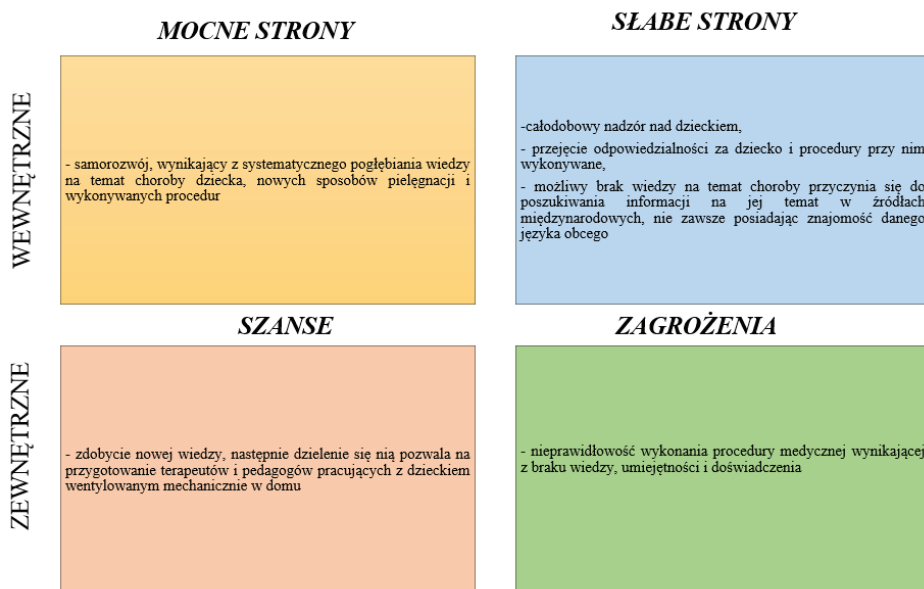 MOCNE STRONY
SŁABE STRONY
WEWNĘTRZNE
- samorozwój, wynikający z systematycznego pogłębiania wiedzy
na temat choroby dziecka, nowych sposobów pielęgnacji i
wykonywanych procedur
-całodobowy nadzór nad dzieckiem,
- przejęcie odpowiedzialności za dziecko i procedury przy nim
wykonywane,
- możliwy brak wiedzy na temat choroby przyczynia się do
poszukiwania informacji na jej temat w źródłach
międzynarodowych, nie zawsze posiadając znajomość danego
języka obcego
SZANSE
ZAGROŻENIA
ZEWNĘTRZNE
- zdobycie nowej wiedzy, następnie dzielenie się nią pozwala na
przygotowanie terapeutów i pedagogów pracujących z dzieckiem
wentylowanym mechanicznie w domu
- nieprawidłowość wykonania procedury medycznej wynikającej
z braku wiedzy, umiejętności i doświadczenia